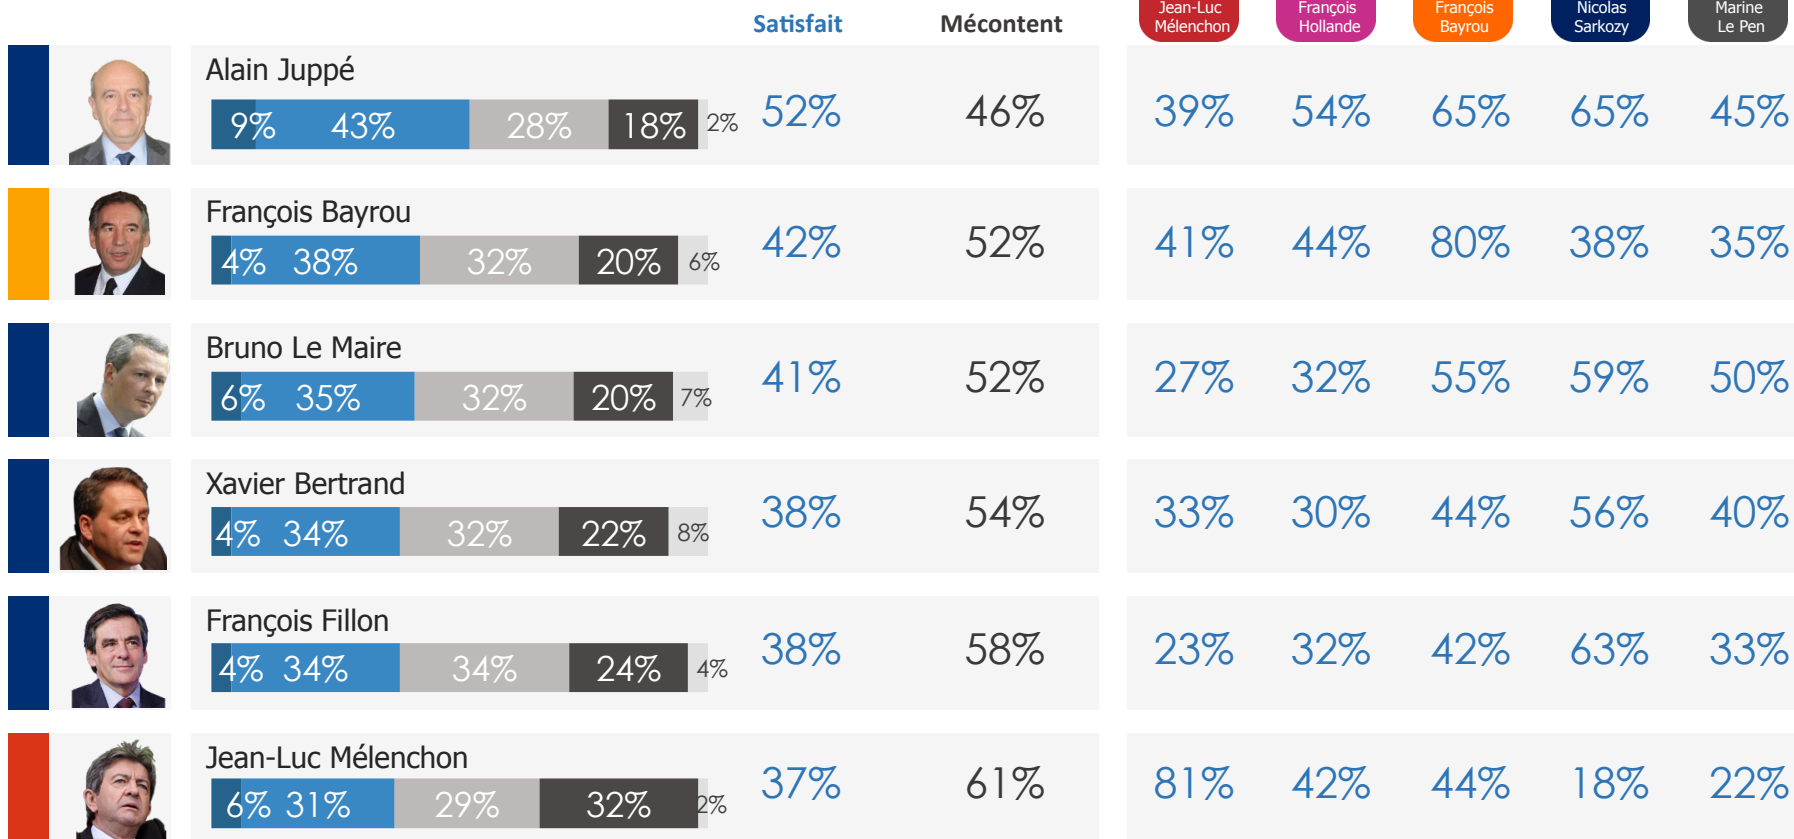 Satisfait Mécontent Jean-Luc Mélenchon François Hollande François Bayrou Nicolas Sarkozy Marine Le Pen
Alain Juppé
9% 43% 28% 18% 2% 52% 46% 39% 54% 65% 65% 45%
François Bayrou
4% 38% 32% 20% 6% 42% 52% 41% 44% 80% 38% 35%
Bruno Le Maire
6% 35% 32% 20% 7% 41% 52% 27% 32% 55% 59% 50%
Xavier Bertrand
4% 34% 32% 22% 8% 38% 54% 33% 30% 44% 56% 40%
François Fillon
4% 34% 34% 24% 4% 38% 58% 23% 32% 42% 63% 33%
Jean-Luc Mélenchon
6% 31% 29% 32% 2% 37% 61% 81% 42% 44% 18% 22%